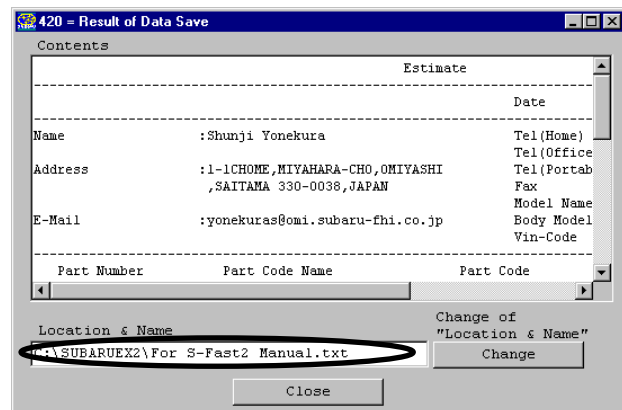 420 = Result of Data Save
Contents
Estimate
Date
Name :Shunji Yonekura Tel(Home)
Tel(Office
Address :1-1CHOME,MIYAHARA-CHO,OMIYASHI Tel(Portab
,SAITAMA 330-0038,JAPAN Fax
Model Name
E-Mail :yonekuras@omi.subaru-fhi.co.jp Body Model
Vin-Code
Part Number Part Code Name Part Code
Location & Name
Change of
"Location & Name"
C:\SUBARUEX2\For S-Fast2 Manual.txt
Change
Close